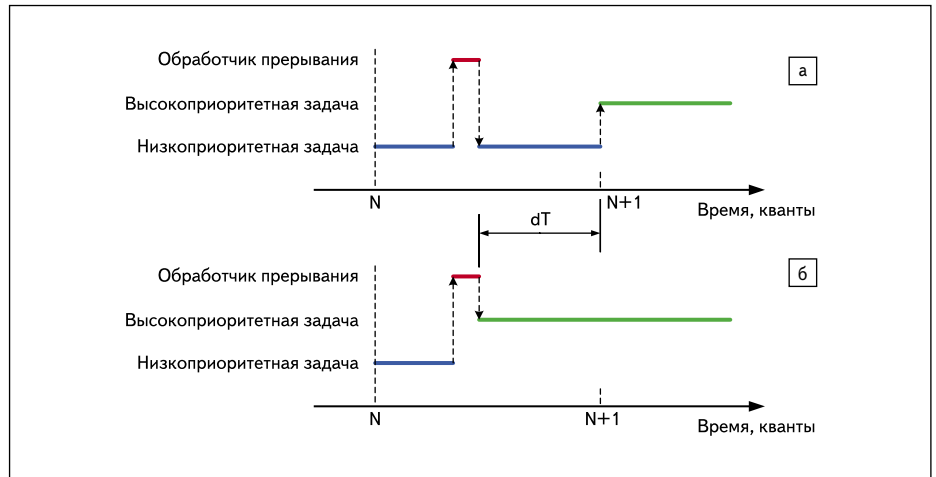 Обработчик прерывания
а
Высокоприоритетная задача
Низкоприоритетная задача
N
N+1
Время, кванты
dT
Обработчик прерывания
б
Высокоприоритетная задача
Низкоприоритетная задача
N
N+1
Время, кванты